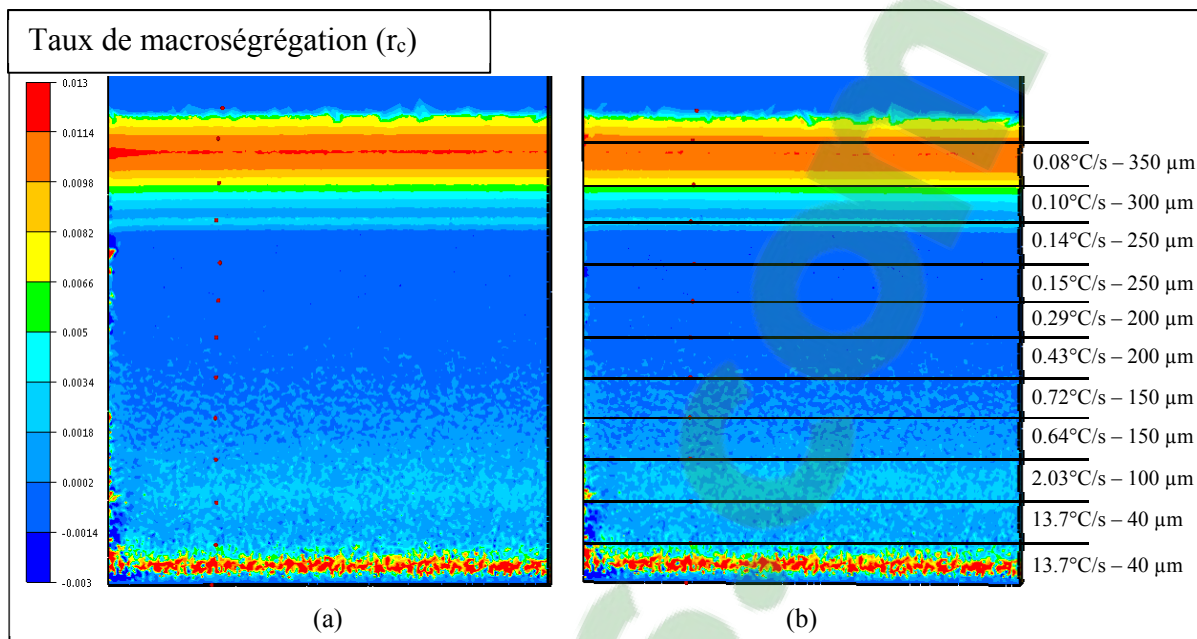 Taux de macroségrégation (rc)
0.013
0.0114
0.0098
0.0082
0.0066
0.005
0.0034
0.0018
0.0002
-0.0014
-0.003
0.08°C/s – 350 µm
0.10°C/s – 300 µm
0.14°C/s – 250 µm
0.15°C/s – 250 µm
0.29°C/s – 200 µm
0.43°C/s – 200 µm
0.72°C/s – 150 µm
0.64°C/s – 150 µm
2.03°C/s – 100 µm
13.7°C/s – 40 µm
13.7°C/s – 40 µm
(a)
(b)